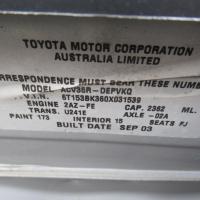 TOYOTA MOTOR CORPORATION
AUSTRALIA LIMITED
RRESPONDENCE MUST BEAR THESE NUM
MODEL ACV36R-DEPVKQ
V.I.N. 6T153BK360X031539
ENGINE 2AZ-FE CAP. 2362 ML.
TRANS. U241E AXLE -02A
PAINT 173 INTERIOR 15 SEATS FJ
BUILT DATE SEP 03